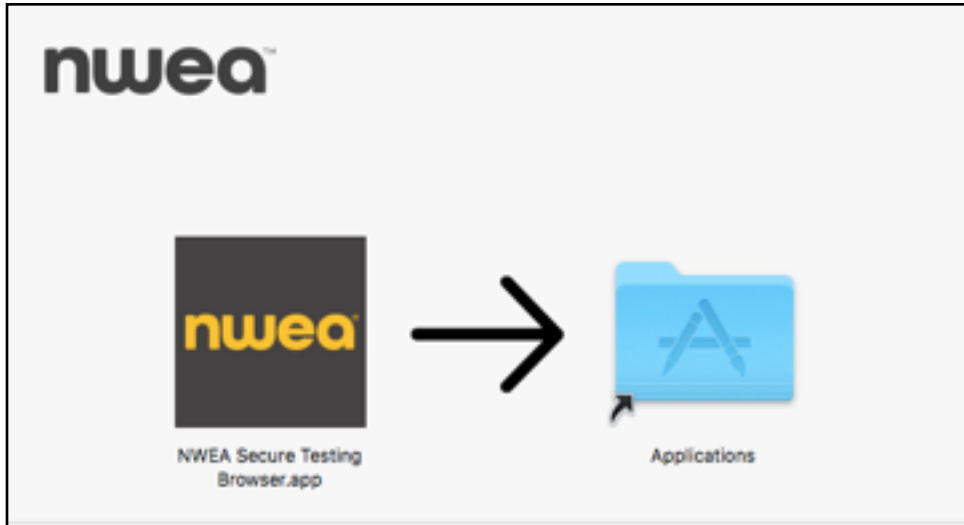 nwea™
nwea
NWEA Secure Testing
Browser.app
Applications